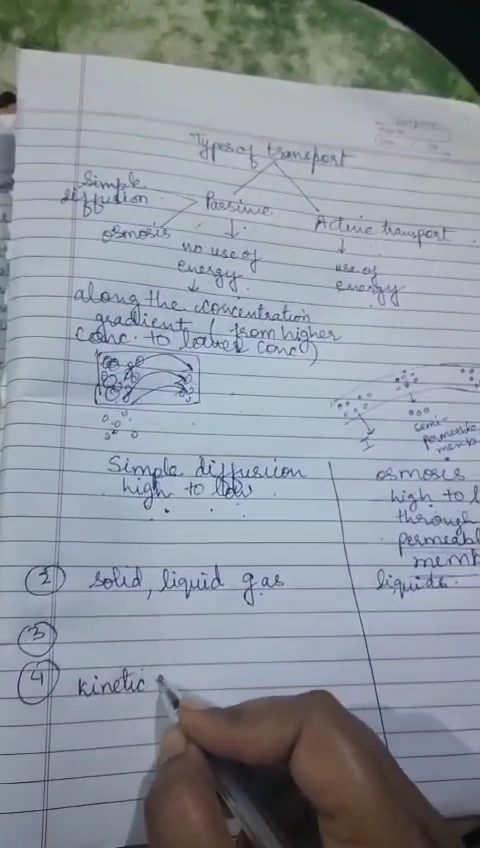 Types of transport
Simple
diffusion
Passive
osmosis
Active transport
no use of
energy
use of
energy
along the concentration
gradient ( from higher
conc. to lower conc)
semi-
permeable
memb
Simple diffusion
high to low
osmosis
high to l
through
permeabl
memb
2 solid, liquid gas
liquids.
3
4 kinetic